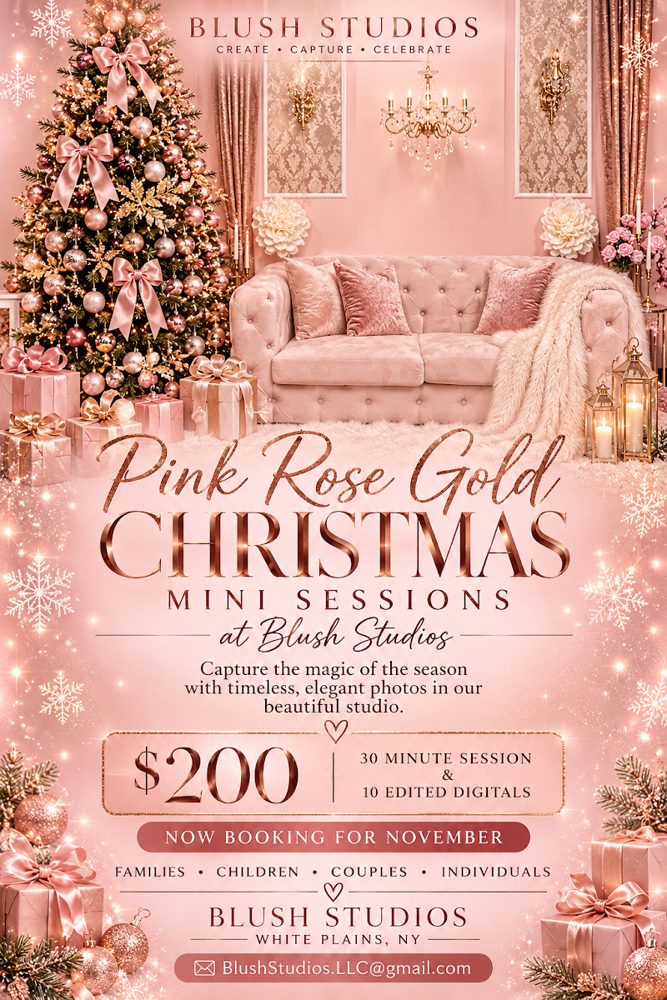 BLUSH STUDIOS
CREATE • CAPTURE • CELEBRATE
Pink Rose Gold
CHRISTMAS
MINI SESSIONS
at Blush Studios
Capture the magic of the season
with timeless, elegant photos in our
beautiful studio.
$200
30 MINUTE SESSION
&
10 EDITED DIGITALS
NOW BOOKING FOR NOVEMBER
FAMILIES • CHILDREN • COUPLES • INDIVIDUALS
BLUSH STUDIOS
WHITE PLAINS, NY
BlushStudios.LLC@gmail.com